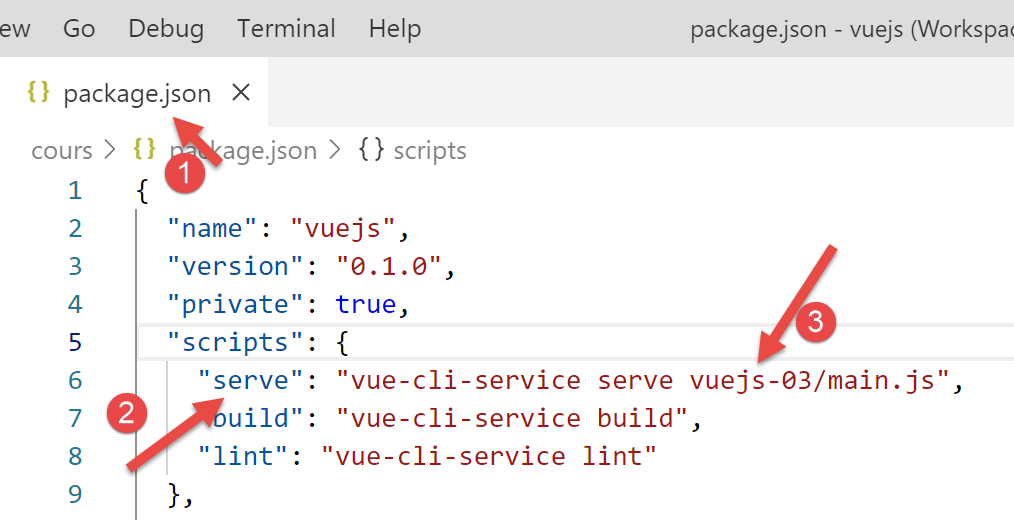 ew Go Debug Terminal Help package.json - vuejs (Workspac
{} package.json ×
cours > {} package.json > {} scripts
1
1 {
2 "name": "vuejs",
3 "version": "0.1.0",
4 "private": true,
3
5 "scripts": {
6 "serve": "vue-cli-service serve vuejs-03/main.js",
2
7 "build": "vue-cli-service build",
8 "lint": "vue-cli-service lint"
9 },